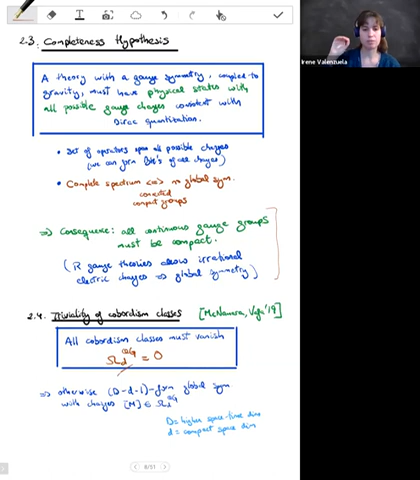 2.3. Completeness Hypothesis
A theory with a gauge symmetry, coupled to
gravity, must have physical states with
all possible gauge charges consistent with
Dirac quantization.
• Set of operators span all possible charges
(we can form BH's of all charges)
• Complete spectrum <=> no global sym.
connected
compact groups
=> Consequence: all continuous gauge groups
must be compact.
(R gauge theories allow irrational
electric charges => global symmetry)
2.4. Triviality of cobordism classes [McNamara, Vafa '19]
All cobordism classes must vanish
Ω_d^QG = 0
=> otherwise (D-d-1)-form global sym
with charges [M] ∈ Ω_d^QG
D = higher space-time dim
d = compact space dim
8/51
Irene Valenzuela